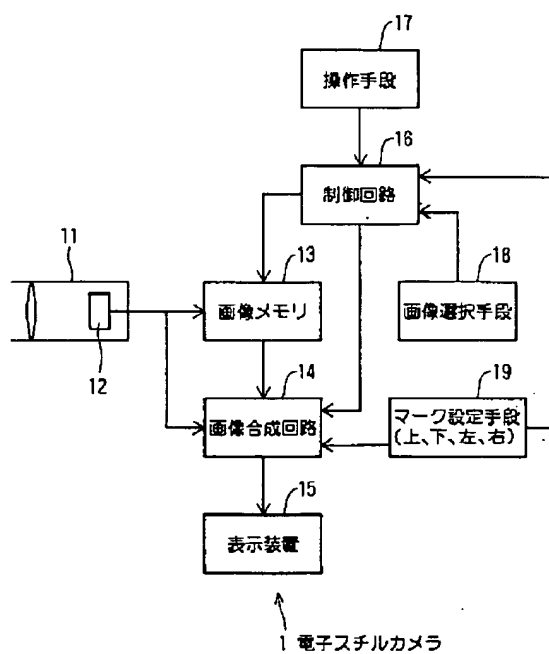 17
操作手段
16
制御回路
11
13
18
画像メモリ
画像選択手段
12
14
19
画像合成回路
マーク設定手段
(上、下、左、右)
15
表示装置
1 電子スチルカメラ